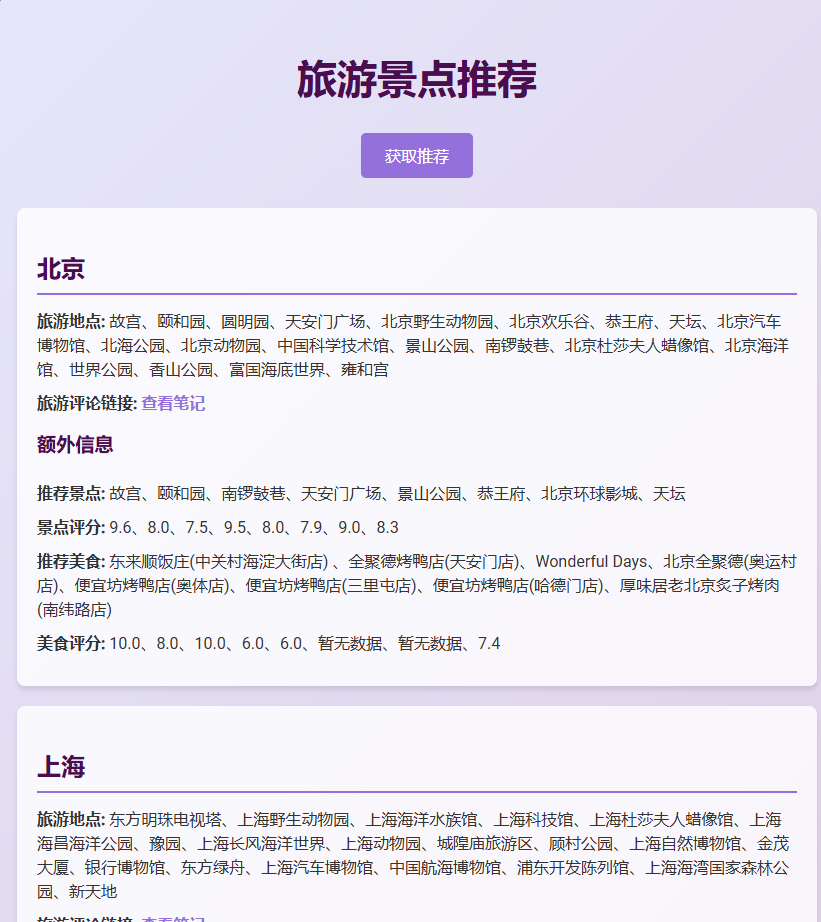 旅游景点推荐
获取推荐
北京
旅游地点: 故宫、颐和园、圆明园、天安门广场、北京野生动物园、北京欢乐谷、恭王府、天坛、北京汽车
博物馆、北海公园、北京动物园、中国科学技术馆、景山公园、南锣鼓巷、北京杜莎夫人蜡像馆、北京海洋
馆、世界公园、香山公园、富国海底世界、雍和宫
旅游评论链接: 查看笔记
额外信息
推荐景点: 故宫、颐和园、南锣鼓巷、天安门广场、景山公园、恭王府、北京环球影城、天坛
景点评分: 9.6、8.0、7.5、9.5、8.0、7.9、9.0、8.3
推荐美食: 东来顺饭庄(中关村海淀大街店) 、全聚德烤鸭店(天安门店)、Wonderful Days、北京全聚德(奥运村
店)、便宜坊烤鸭店(奥体店)、便宜坊烤鸭店(三里屯店)、便宜坊烤鸭店(哈德门店)、厚味居老北京炙子烤肉
(南纬路店)
美食评分: 10.0、8.0、10.0、6.0、6.0、暂无数据、暂无数据、7.4
上海
旅游地点: 东方明珠电视塔、上海野生动物园、上海海洋水族馆、上海科技馆、上海杜莎夫人蜡像馆、上海
海昌海洋公园、豫园、上海长风海洋世界、上海动物园、城隍庙旅游区、顾村公园、上海自然博物馆、金茂
大厦、银行博物馆、东方绿舟、上海汽车博物馆、中国航海博物馆、浦东开发陈列馆、上海海湾国家森林公
园、新天地
旅游评论链接: 查看笔记